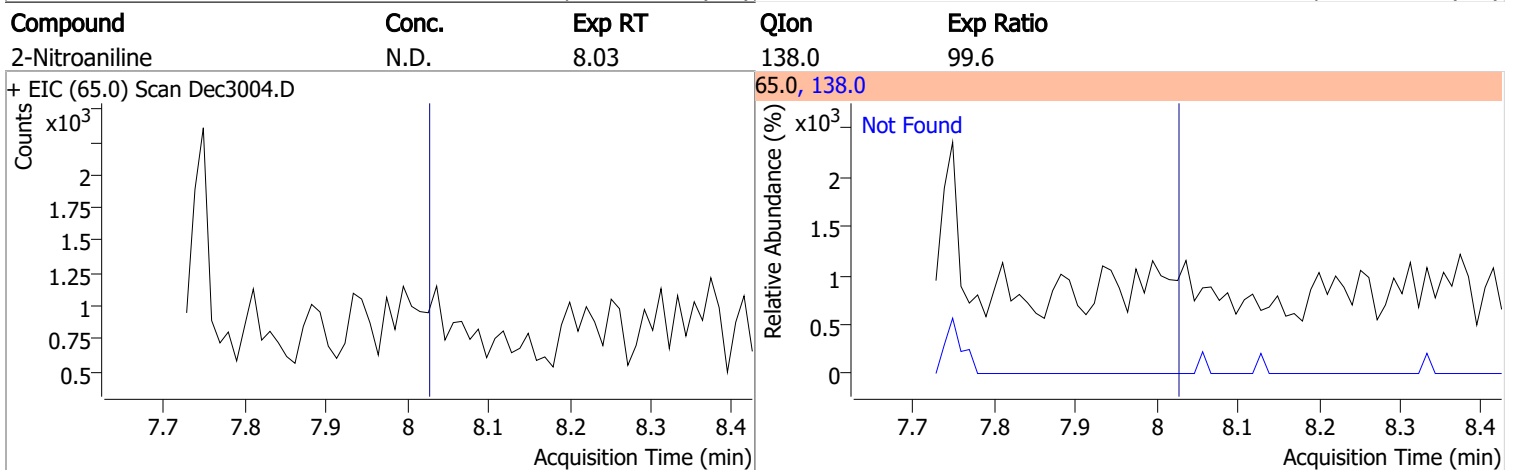 Compound Conc. Exp RT QIon Exp Ratio
2-Nitroaniline N.D. 8.03 138.0 99.6
+ EIC (65.0) Scan Dec3004.D
Counts
x10³
2
1.75
1.5
1.25
1
0.75
0.5
7.7 7.8 7.9 8 8.1 8.2 8.3 8.4
Acquisition Time (min)
65.0, 138.0
Relative Abundance (%)
x10³
Not Found
2
1.5
1
0.5
0
7.7 7.8 7.9 8 8.1 8.2 8.3 8.4
Acquisition Time (min)